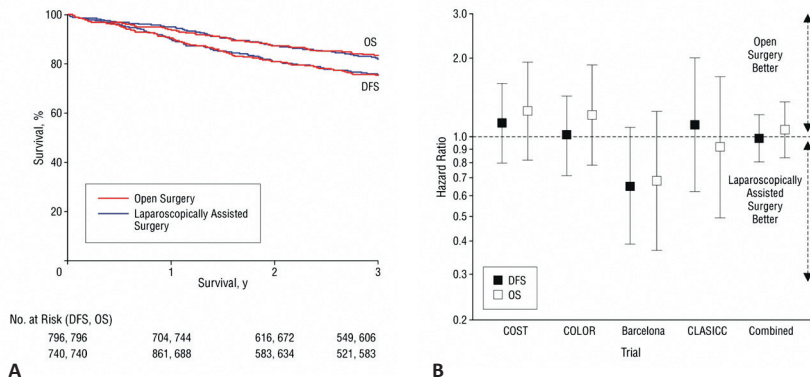 100
80
60
40
20
0
1
2
3
Survival, %
Survival, y
OS
DFS
Open Surgery
Laparoscopically Assisted
Surgery
No. at Risk (DFS, OS)
796, 796 704, 744 616, 672 549, 606
740, 740 861, 688 583, 634 521, 583
A
3.0
2.0
1.0
0.9
0.8
0.7
0.6
0.5
0.4
0.3
0.2
Hazard Ratio
Open
Surgery
Better
Laparoscopically
Assisted
Surgery
Better
DFS
OS
COST COLOR Barcelona CLASICC Combined
Trial
B